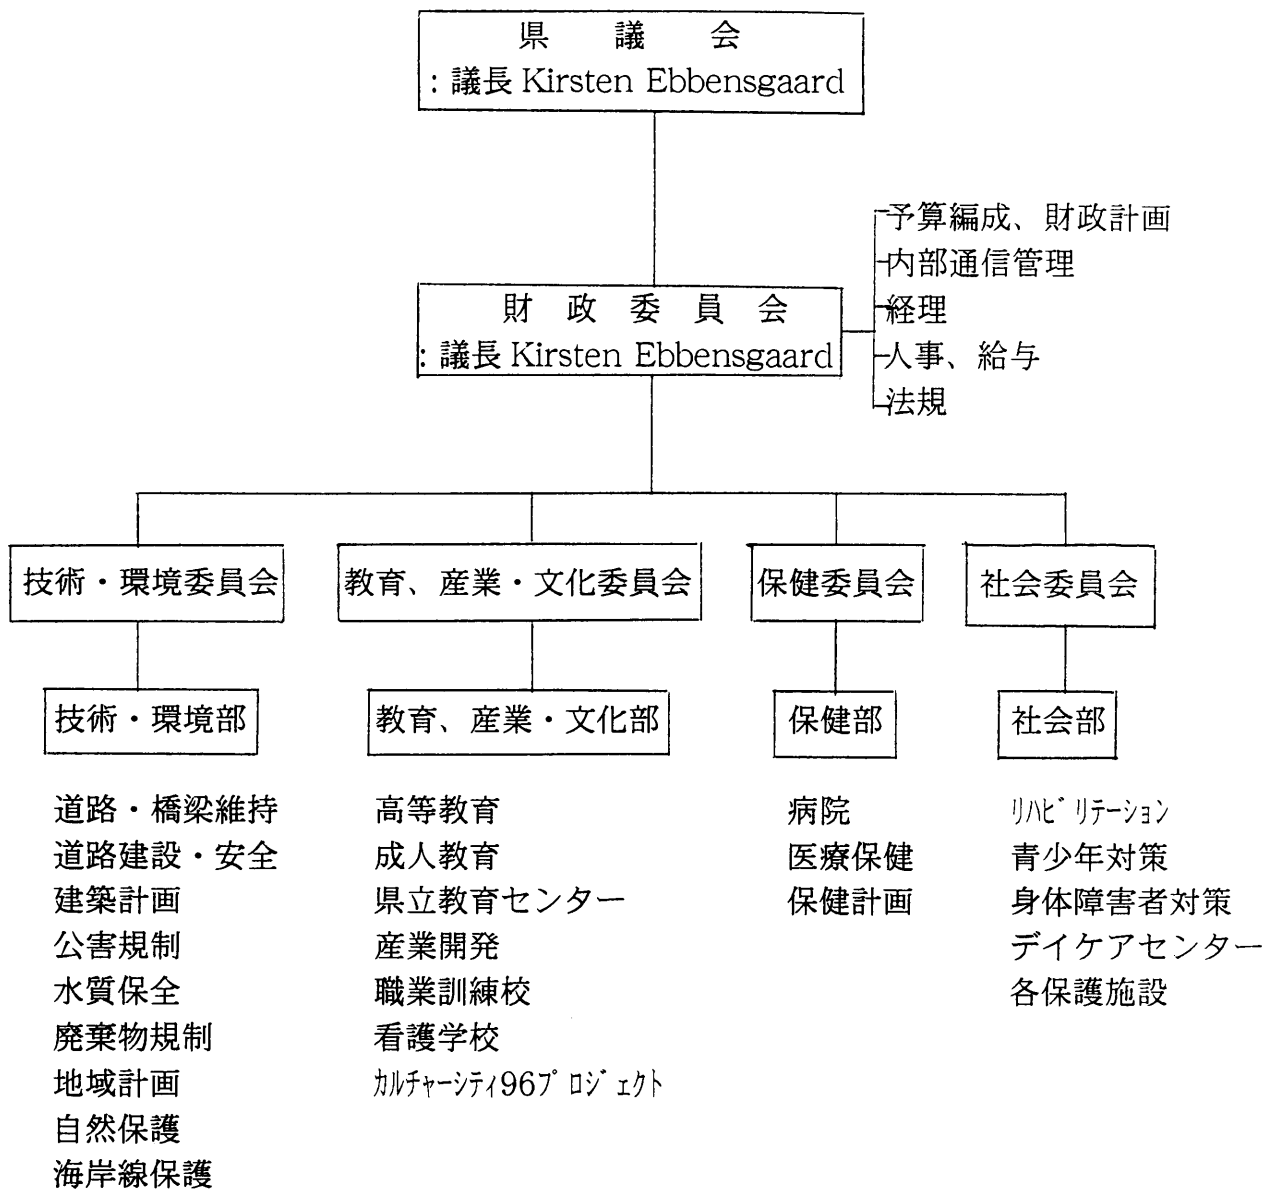 県議会
：議長 Kirsten Ebbensgaard
予算編成、財政計画
内部通信管理
経理
人事、給与
法規
財政委員会
：議長 Kirsten Ebbensgaard
技術・環境委員会
教育、産業・文化委員会
保健委員会
社会委員会
技術・環境部
教育、産業・文化部
保健部
社会部
道路・橋梁維持
道路建設・安全
建築計画
公害規制
水質保全
廃棄物規制
地域計画
自然保護
海岸線保護
高等教育
成人教育
県立教育センター
産業開発
職業訓練校
看護学校
ｶﾙﾁｬｰｼﾃｨ96ﾌﾟﾛｼﾞｪｸﾄ
病院
医療保健
保健計画
ﾘﾊﾋﾞﾘﾃｰｼｮﾝ
青少年対策
身体障害者対策
デイケアセンター
各保護施設